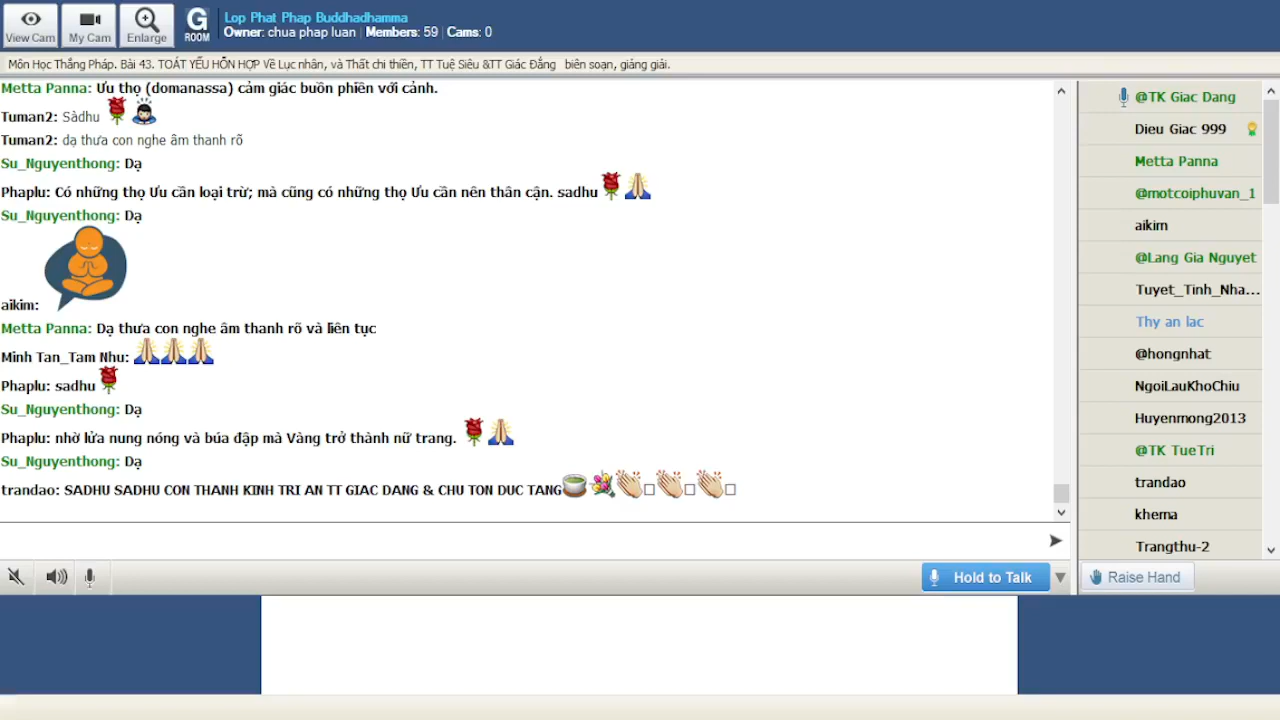 View Cam
My Cam
Enlarge
G
ROOM
Lop Phat Phap Buddhadhamma
Owner: chua phap luan | Members: 59 | Cams: 0
Môn Học Thắng Pháp. Bài 43. TOÁT YẾU HỖN HỢP Về Lục nhân, và Thất chi thiền, TT Tuệ Siêu &TT Giác Đẳng biên soạn, giảng giải.
Metta Panna: Ưu thọ (domanassa) cảm giác buồn phiền với cảnh.
Tuman2: Sàdhu
Tuman2: dạ thưa con nghe âm thanh rõ
Su_Nguyenthong: Dạ
Phaplu: Có những thọ Ưu cần loại trừ; mà cũng có những thọ Ưu cần nên thân cận. sadhu
Su_Nguyenthong: Dạ
aikim:
Metta Panna: Dạ thưa con nghe âm thanh rõ và liên tục
Minh Tan_Tam Nhu:
Phaplu: sadhu
Su_Nguyenthong: Dạ
Phaplu: nhờ lửa nung nóng và búa đập mà Vàng trở thành nữ trang.
Su_Nguyenthong: Dạ
trandao: SADHU SADHU CON THANH KINH TRI AN TT GIAC DANG & CHU TON DUC TANG
Hold to Talk
@TK Giac Dang
Dieu Giac 999
Metta Panna
@motcoiphuvan_1
aikim
@Lang Gia Nguyet
Tuyet_Tinh_Nha...
Thy an lac
@hongnhat
NgoiLauKhoChiu
Huyenmong2013
@TK TueTri
trandao
khema
Trangthu-2
Raise Hand